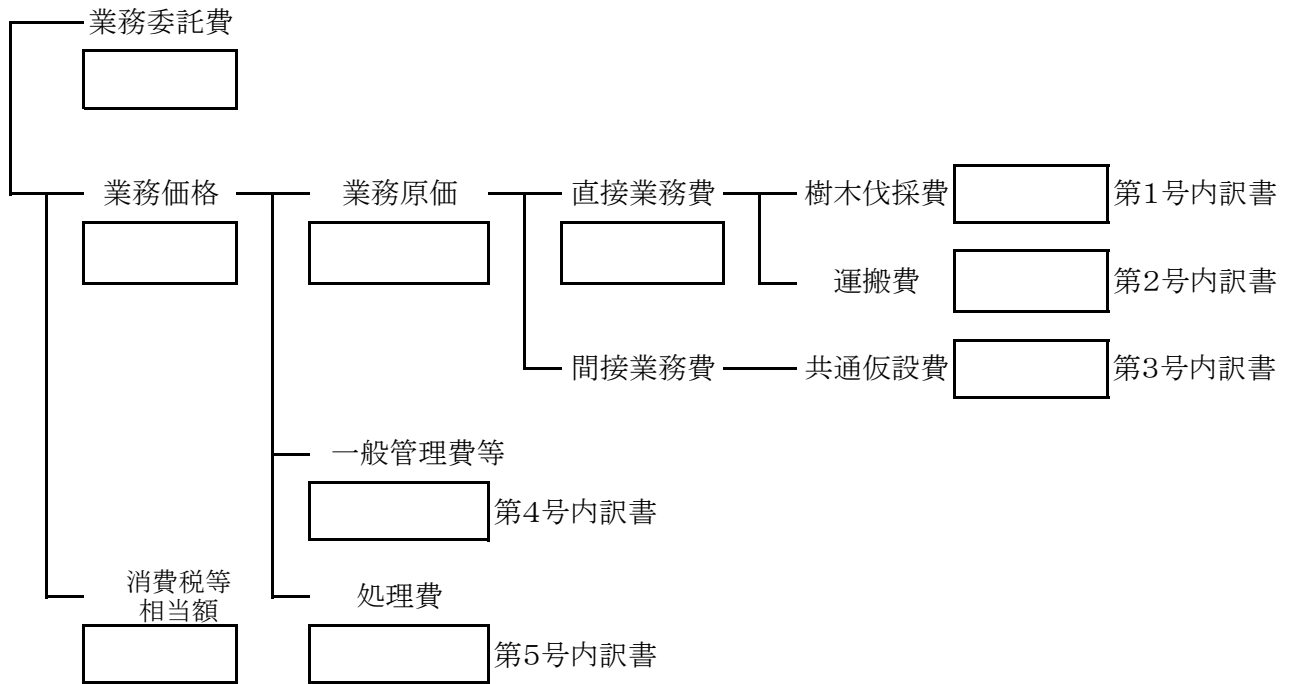 業務委託費
業務価格
業務原価
直接業務費
樹木伐採費
第1号内訳書
運搬費
第2号内訳書
間接業務費
共通仮設費
第3号内訳書
一般管理費等
第4号内訳書
消費税等
相当額
処理費
第5号内訳書